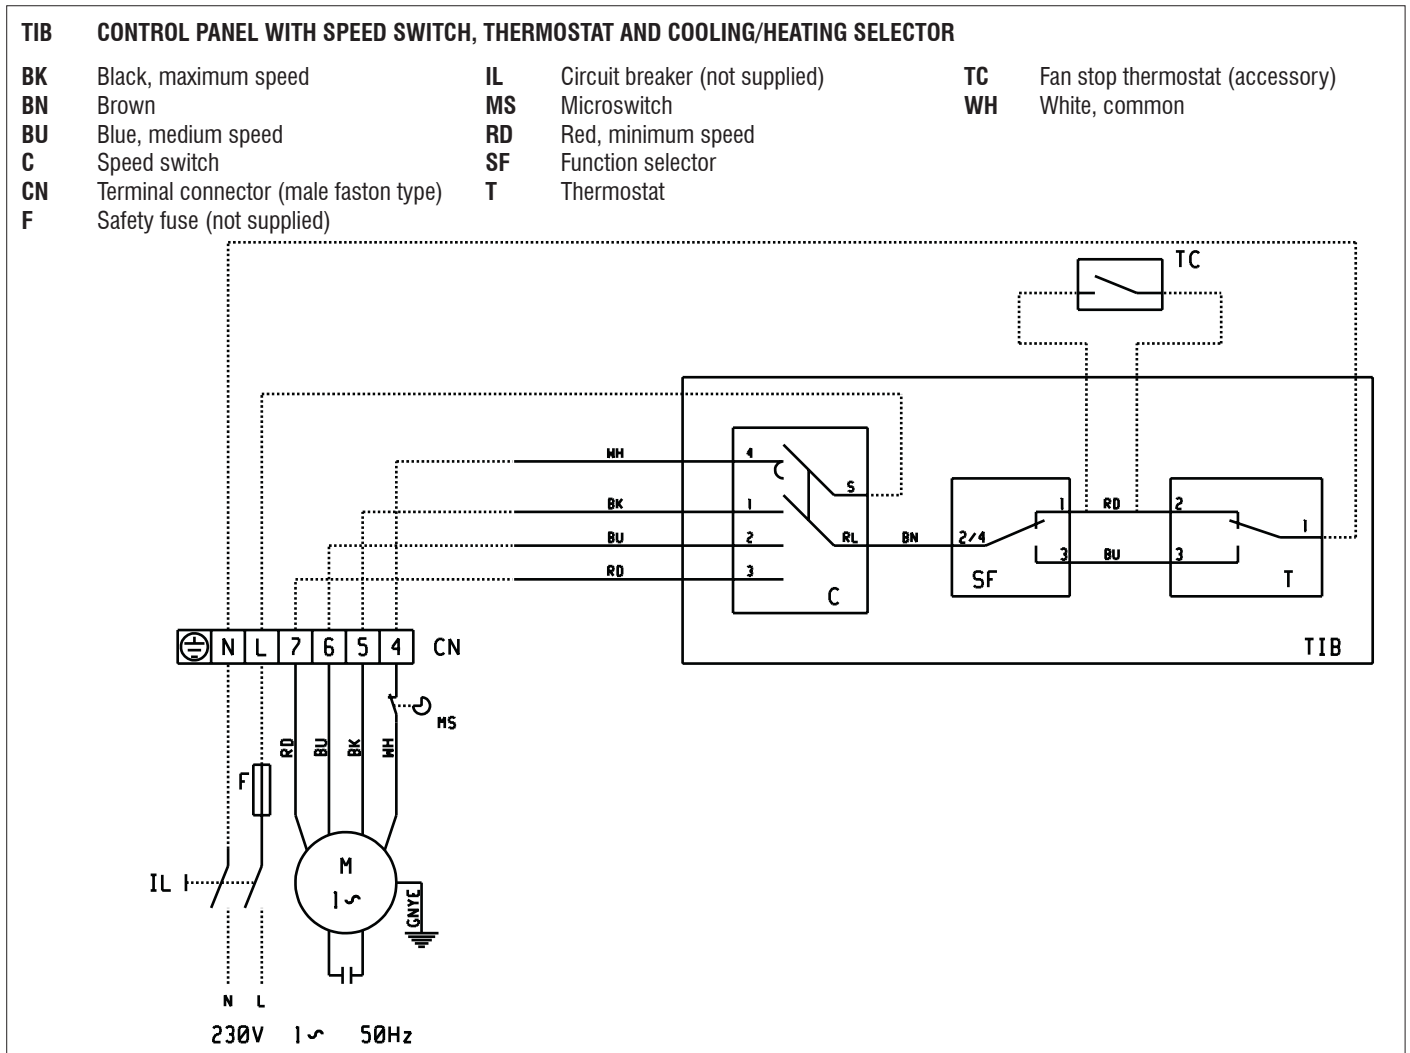 TIB CONTROL PANEL WITH SPEED SWITCH, THERMOSTAT AND COOLING/HEATING SELECTOR
BK Black, maximum speed
BN Brown
BU Blue, medium speed
C Speed switch
CN Terminal connector (male faston type)
F Safety fuse (not supplied)
IL Circuit breaker (not supplied)
MS Microswitch
RD Red, minimum speed
SF Function selector
T Thermostat
TC Fan stop thermostat (accessory)
WH White, common
TC
WH 4
S
BK 1
BU 2
RL BN 2/4
RD 3
C
1 RD 2
1
3 BU 3
SF
T
TIB
N L 7 6 5 4 CN
MS
RD BU BK WH
F
M
1~
IL
GNYE
N L
230V 1~ 50Hz